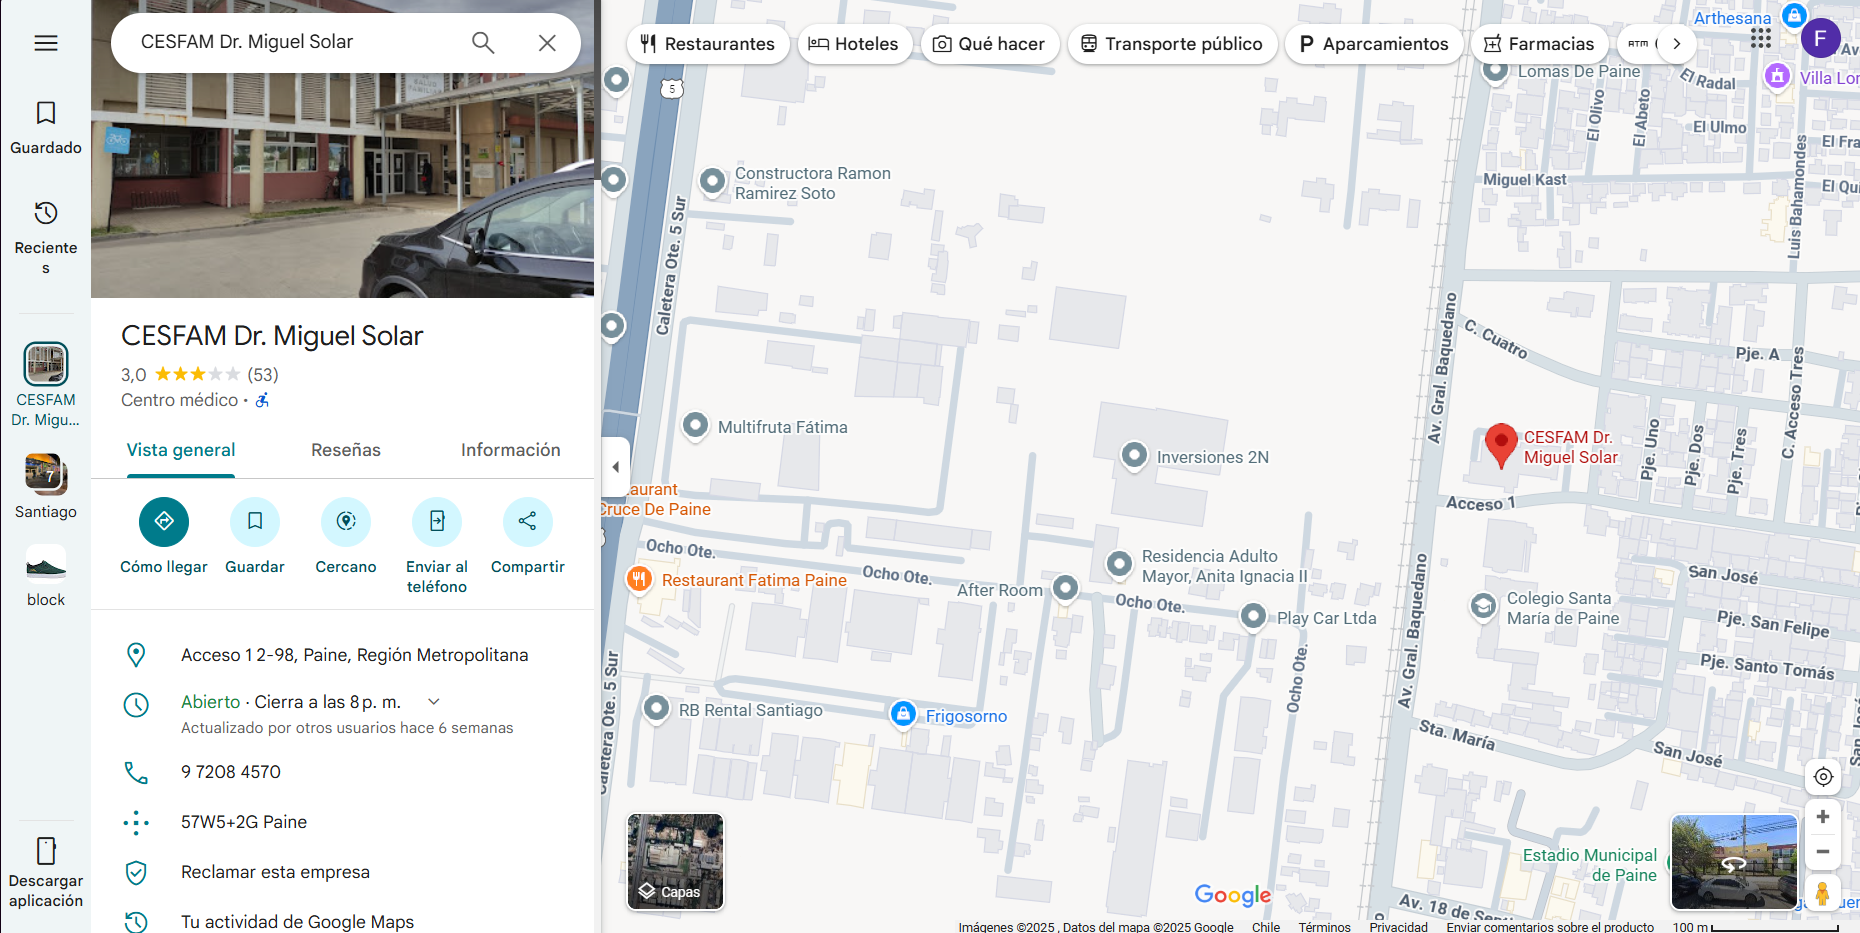 CESFAM Dr. Miguel Solar
Guardado
Reciente
s
CESFAM
Dr. Migu...
7
Santiago
block
Descargar
aplicación
CESFAM Dr. Miguel Solar
3,0
(53)
Centro médico ·
Vista general
Reseñas
Información
Cómo llegar
Guardar
Cercano
Enviar al
teléfono
Compartir
Acceso 1 2-98, Paine, Región Metropolitana
Abierto · Cierra a las 8 p. m.
Actualizado por otros usuarios hace 6 semanas
9 7208 4570
57W5+2G Paine
Reclamar esta empresa
Tu actividad de Google Maps
Restaurantes
Hoteles
Qué hacer
Transporte público
P Aparcamientos
Farmacias
ATM
Arthesana
F
Av
5
Lomas De Paine
El Radal
Villa Lor
El Olivo
El Abeto
El Ulmo
El Fra
Luis Bahamondes
Miguel Kast
El Qui
Constructora Ramon
Ramirez Soto
Caletera Ote. 5 Sur
Av. Gral. Baquedano
C. Cuatro
Pje. A
C. Acceso Tres
Multifruta Fátima
Inversiones 2N
CESFAM Dr.
Miguel Solar
Pje. Uno
Pje. Dos
Pje. Tres
aurant
Cruce De Paine
Acceso 1
Ocho Ote.
Restaurant Fatima Paine
Ocho Ote.
After Room
Residencia Adulto
Mayor, Anita Ignacia II
Ocho Ote.
Play Car Ltda
Av. Gral. Baquedano
Colegio Santa
María de Paine
San José
Pje. San Felipe
Pje. Santo Tomás
Caletera Ote. 5 Sur
Ocho Ote.
RB Rental Santiago
Frigosorno
Sta. María
San José
San José
Capas
Estadio Municipal
de Paine
Google
Av. 18 de Sep
Imágenes ©2025 , Datos del mapa ©2025 Google
Chile
Términos
Privacidad
Enviar comentarios sobre el producto
100 m